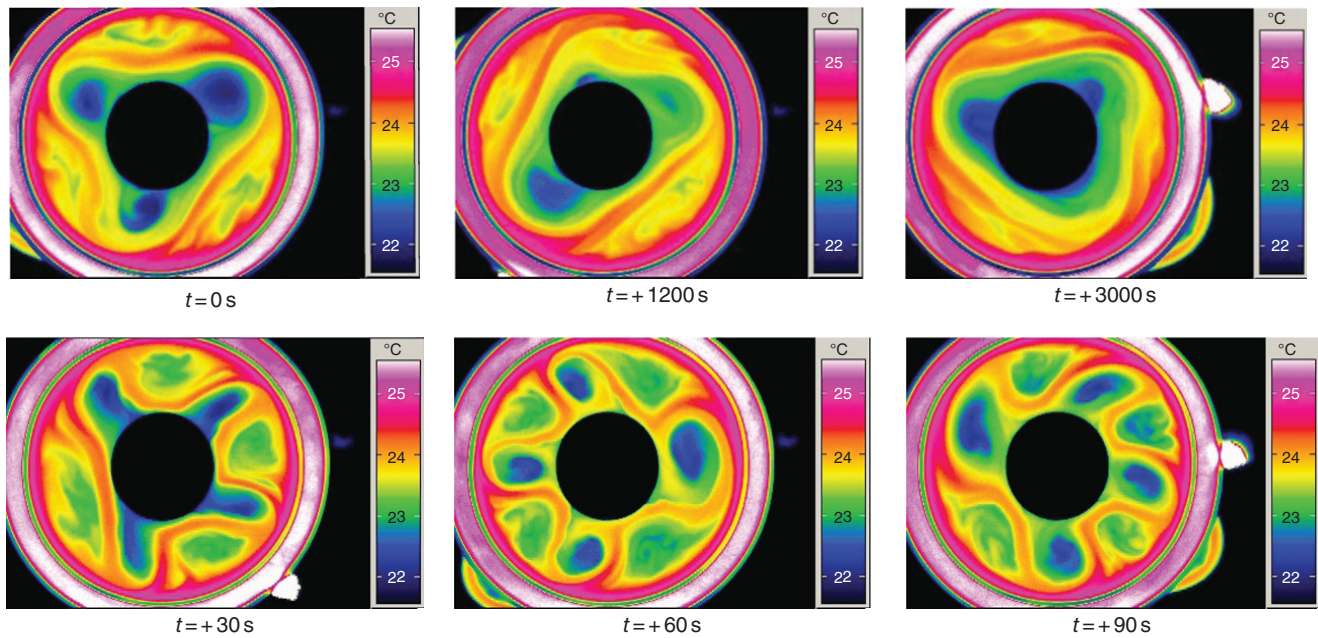 °C
25
24
23
22
t = 0 s
°C
25
24
23
22
t = + 1200 s
°C
25
24
23
22
t = + 3000 s
°C
25
24
23
22
t = + 30 s
°C
25
24
23
22
t = + 60 s
°C
25
24
23
22
t = + 90 s